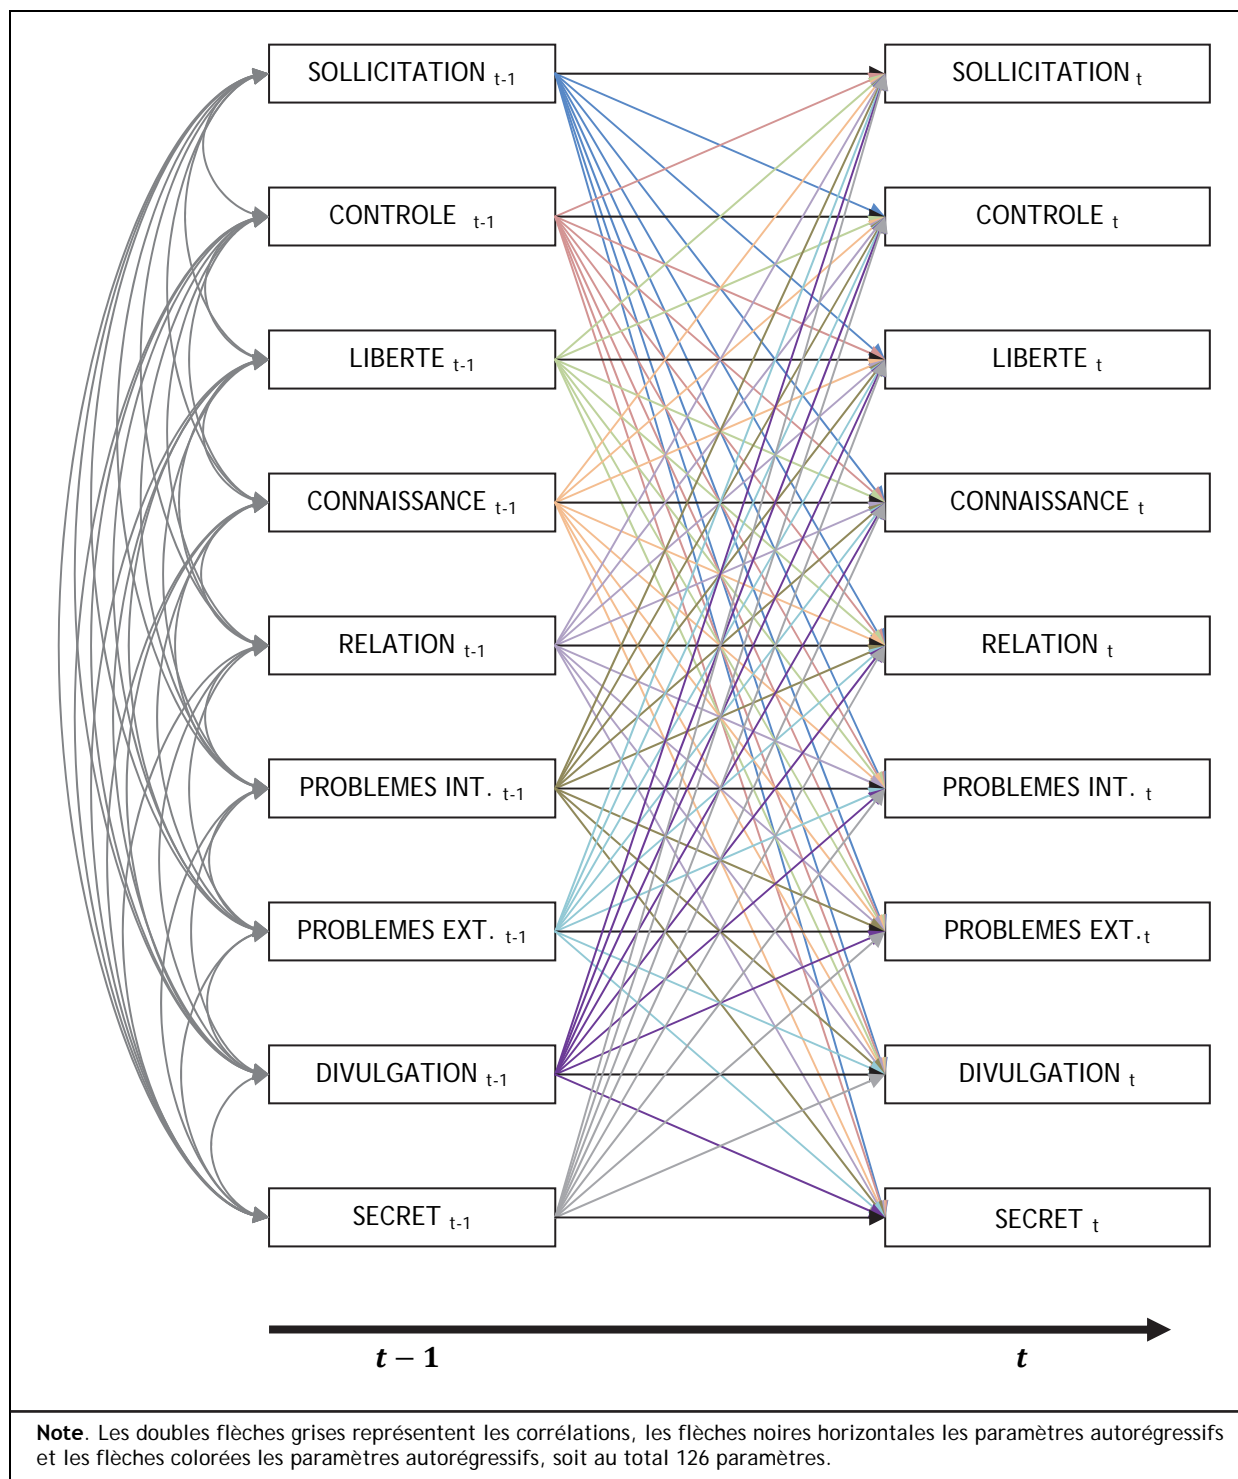 SOLLICITATION t-1
SOLLICITATION t
CONTROLE t-1
CONTROLE t
LIBERTE t-1
LIBERTE t
CONNAISSANCE t-1
CONNAISSANCE t
RELATION t-1
RELATION t
PROBLEMES INT. t-1
PROBLEMES INT. t
PROBLEMES EXT. t-1
PROBLEMES EXT. t
DIVULGATION t-1
DIVULGATION t
SECRET t-1
SECRET t
t − 1
t
Note. Les doubles flèches grises représentent les corrélations, les flèches noires horizontales les paramètres autorégressifs
et les flèches colorées les paramètres autorégressifs, soit au total 126 paramètres.